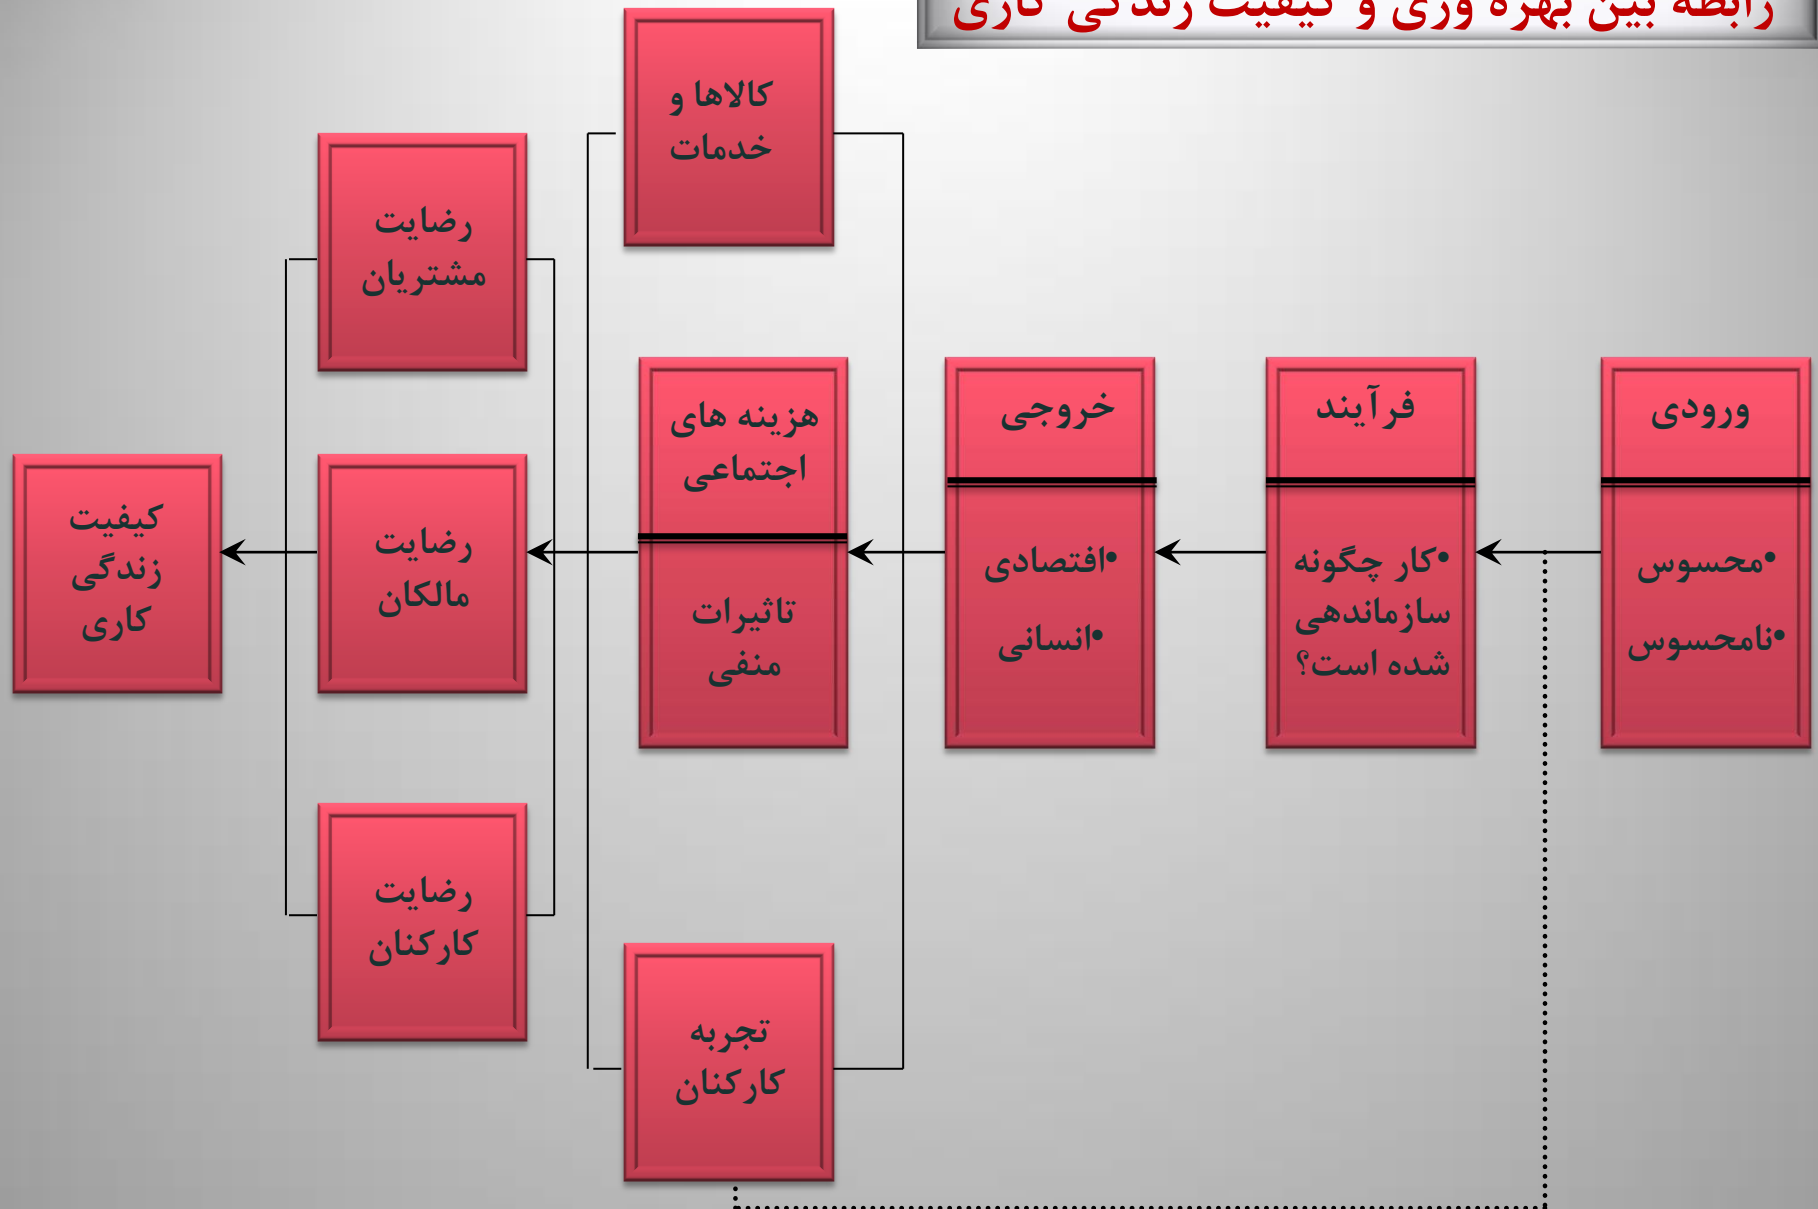 رابطه بین بهره وری و کیفیت زندگی کاری
ورودی
•محسوس
•نامحسوس
فرآیند
•کار چگونه
سازماندهی
شده است؟
خروجی
•افتصادی
•انسانی
کالاها و
خدمات
هزینه های
اجتماعی
تاثیرات
منفی
تجربه
کارکنان
رضایت
مشتریان
رضایت
مالکان
رضایت
کارکنان
کیفیت
زندگی
کاری